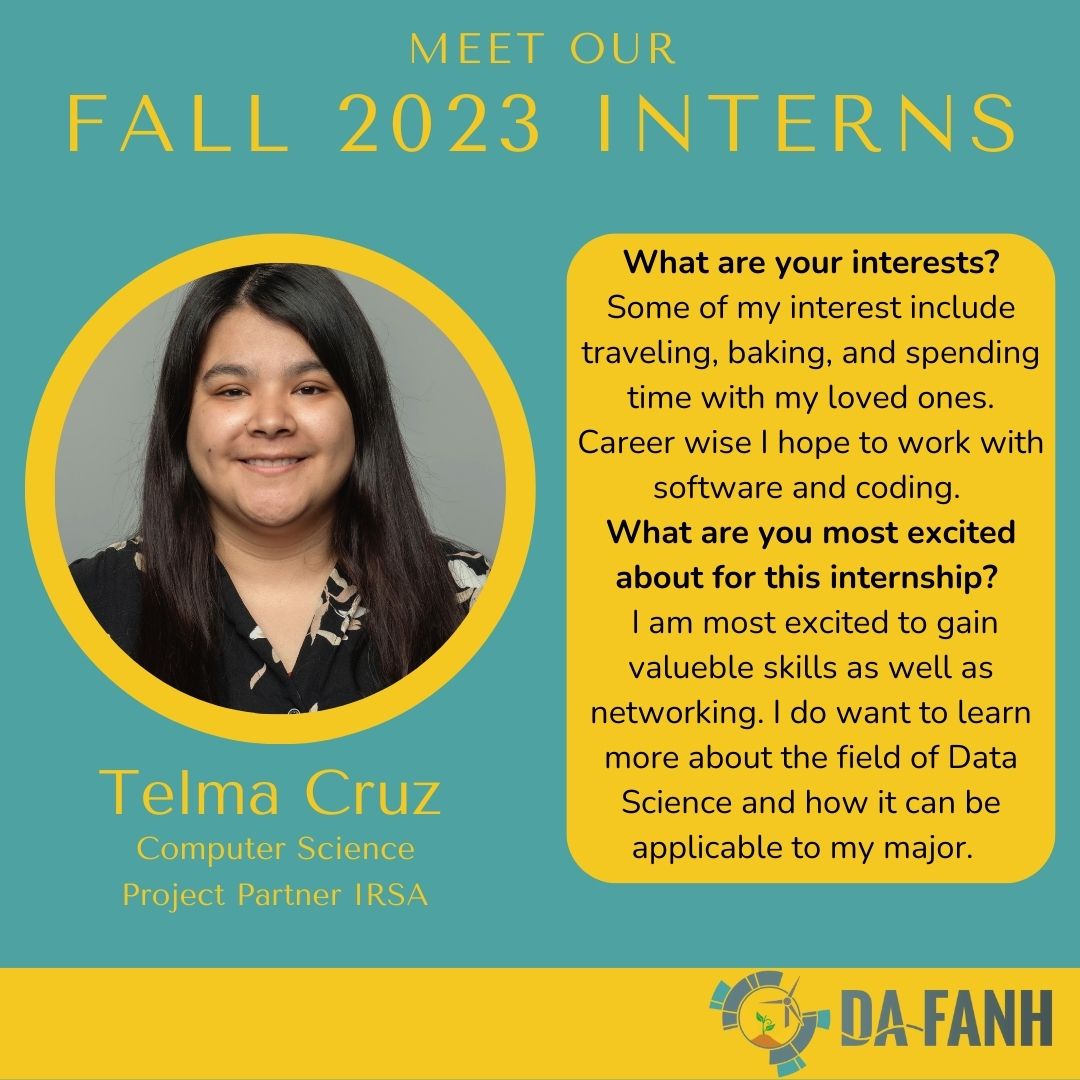 MEET OUR
FALL 2023 INTERNS
What are your interests?
Some of my interest include
traveling, baking, and spending
time with my loved ones.
Career wise I hope to work with
software and coding.
What are you most excited
about for this internship?
I am most excited to gain
valueble skills as well as
networking. I do want to learn
more about the field of Data
Science and how it can be
applicable to my major.
Telma Cruz
Computer Science
Project Partner IRSA
DA-FANH